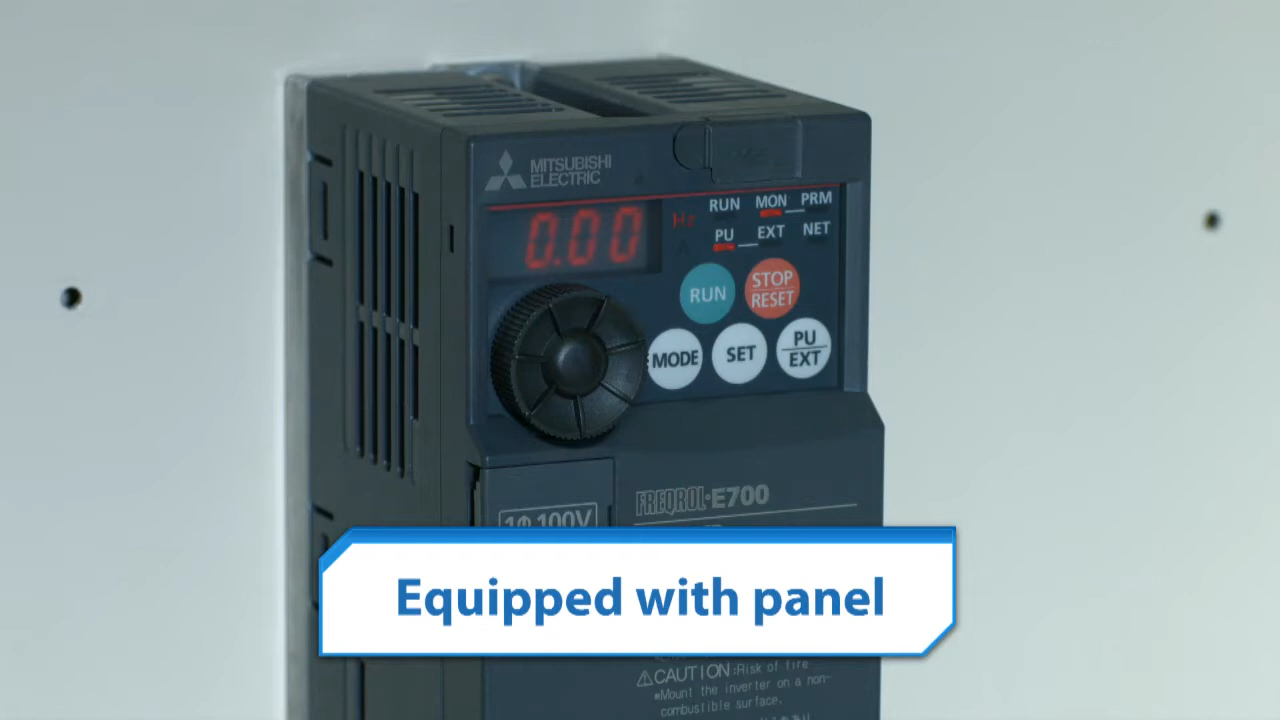 MITSUBISHI
ELECTRIC
0.00
Hz
A
RUN MON PRM
PU EXT NET
RUN
STOP
RESET
MODE
SET
PU
EXT
FREQROL-E700
1Φ 100V
Equipped with panel
⚠CAUTION :Risk of fire
Mount the inverter on a non-
combustible surface.